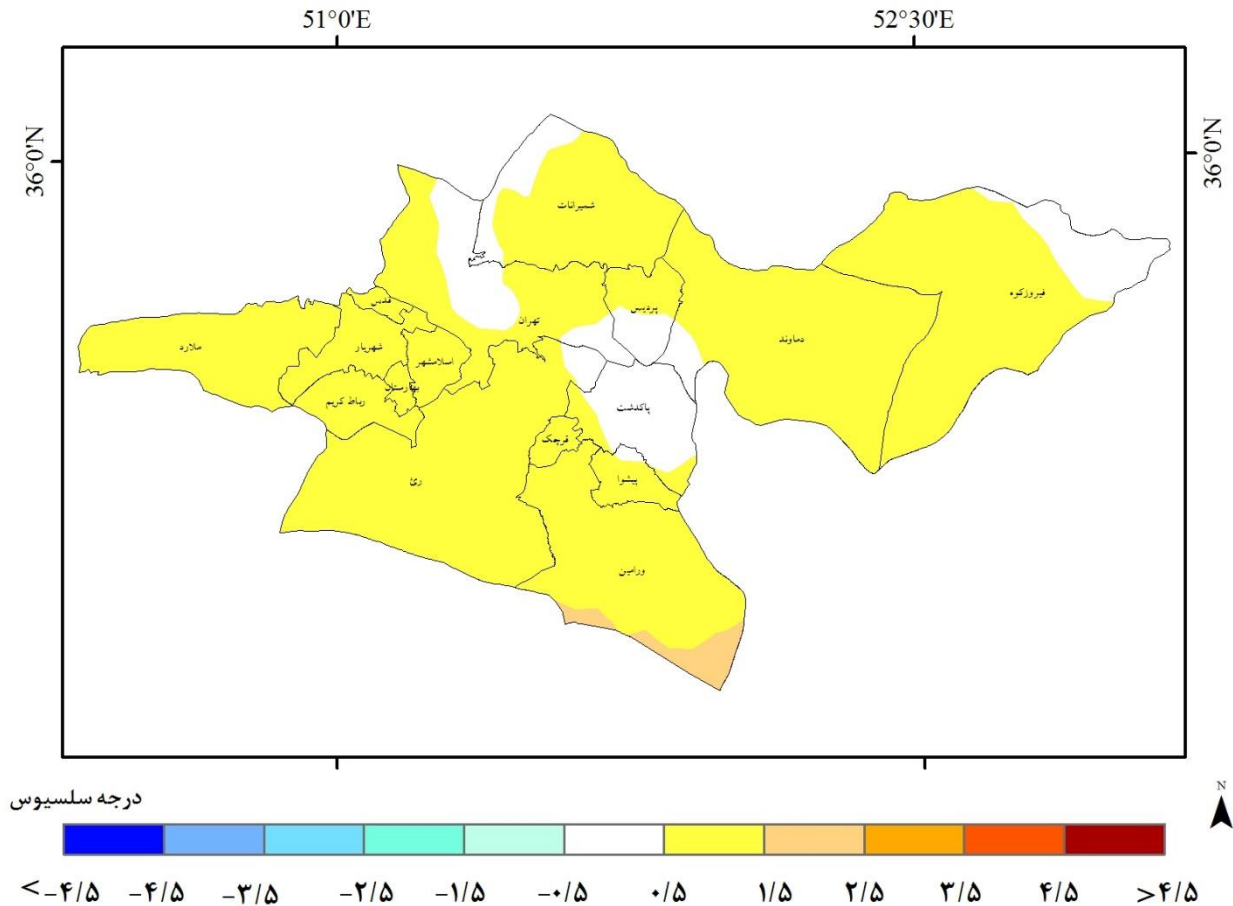 51°0'E 52°30'E
36°0'N 36°0'N
شمیرانات
فیروزکوه
قدس
پردیس
تهران
دماوند
ملارد
شهریار
اسلامشهر
بهارستان
رباط کریم
پاکدشت
قرچک
ری
پیشوا
ورامین
درجه سلسیوس
N
<-۴/۵ -۴/۵ -۳/۵ -۲/۵ -۱/۵ -۰/۵ ۰/۵ ۱/۵ ۲/۵ ۳/۵ ۴/۵ >۴/۵